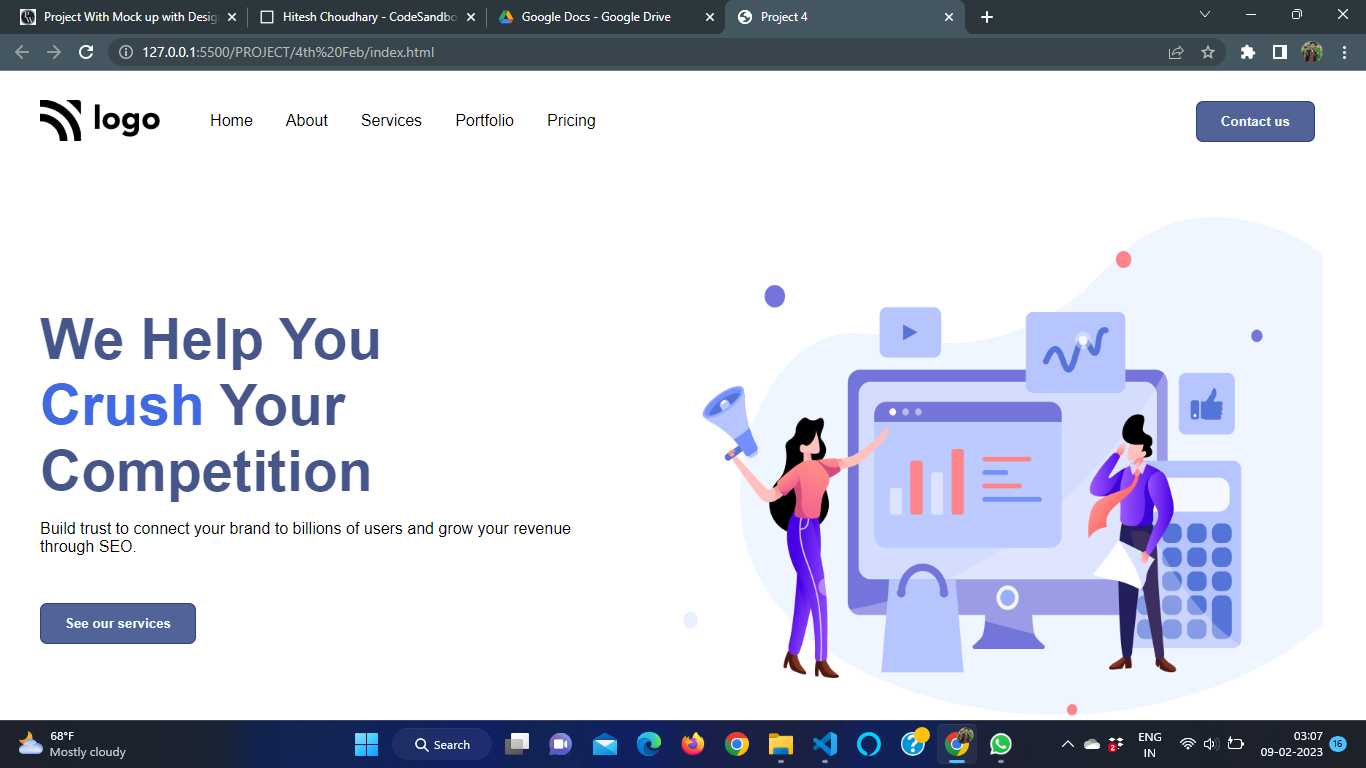 Project With Mock up with Desig
Hitesh Choudhary - CodeSandbo
Google Docs - Google Drive
Project 4
127.0.0.1:5500/PROJECT/4th%20Feb/index.html
logo
Home
About
Services
Portfolio
Pricing
Contact us
We Help You
Crush Your
Competition
Build trust to connect your brand to billions of users and grow your revenue
through SEO.
See our services
68°F
Mostly cloudy
Search
2
ENG
IN
03:07
09-02-2023
16